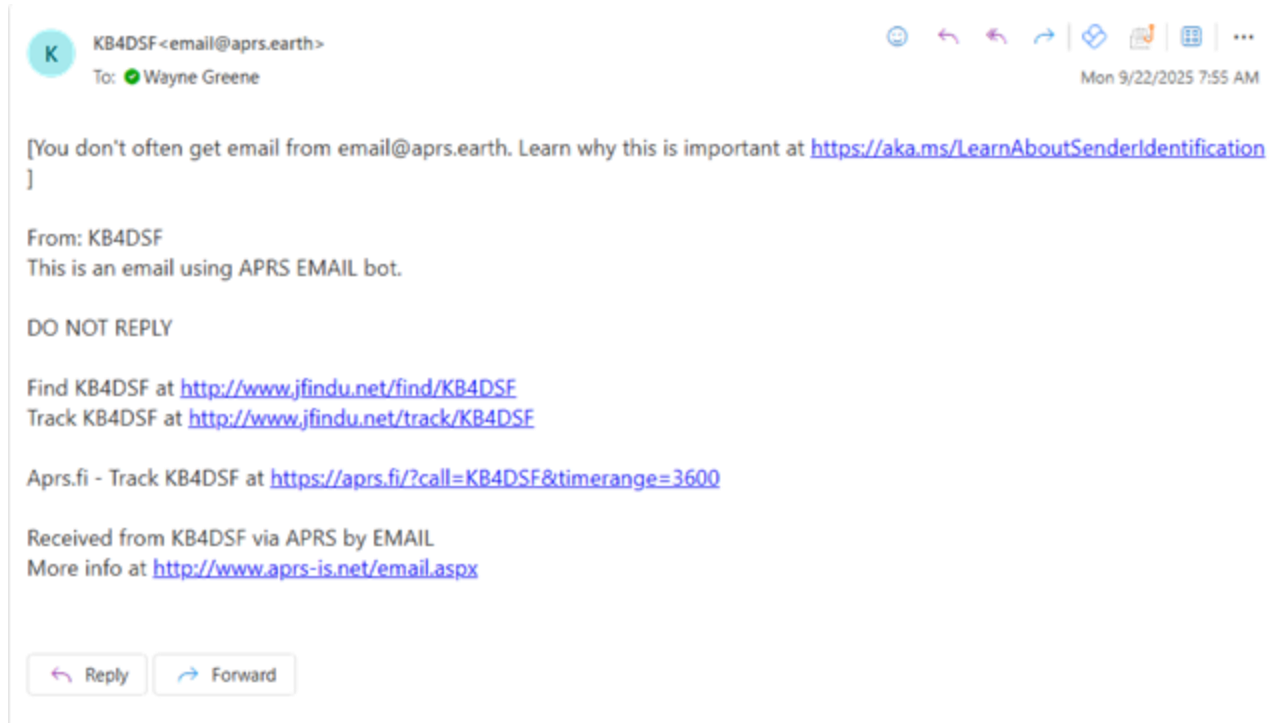 K
KB4DSF<email@aprs.earth>
To: Wayne Greene
Mon 9/22/2025 7:55 AM
[You don't often get email from email@aprs.earth. Learn why this is important at https://aka.ms/LearnAboutSenderIdentification
]
From: KB4DSF
This is an email using APRS EMAIL bot.
DO NOT REPLY
Find KB4DSF at http://www.jfindu.net/find/KB4DSF
Track KB4DSF at http://www.jfindu.net/track/KB4DSF
Aprs.fi - Track KB4DSF at https://aprs.fi/?call=KB4DSF&timerange=3600
Received from KB4DSF via APRS by EMAIL
More info at http://www.aprs-is.net/email.aspx
Reply
Forward